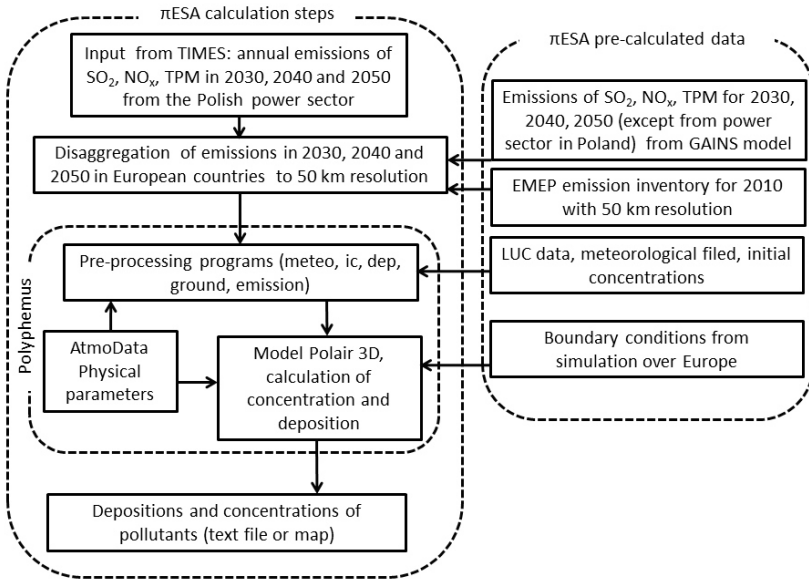 πESA calculation steps
Input from TIMES: annual emissions of
SO2, NOx, TPM in 2030, 2040 and 2050
from the Polish power sector
Disaggregation of emissions in 2030, 2040 and
2050 in European countries to 50 km resolution
Polyphemus
Pre-processing programs (meteo, ic, dep,
ground, emission)
AtmoData
Physical
parameters
Model Polair 3D,
calculation of
concentration and
deposition
Depositions and concentrations of
pollutants (text file or map)
πESA pre-calculated data
Emissions of SO2, NOx, TPM for 2030,
2040, 2050 (except from power
sector in Poland) from GAINS model
EMEP emission inventory for 2010
with 50 km resolution
LUC data, meteorological filed, initial
concentrations
Boundary conditions from
simulation over Europe